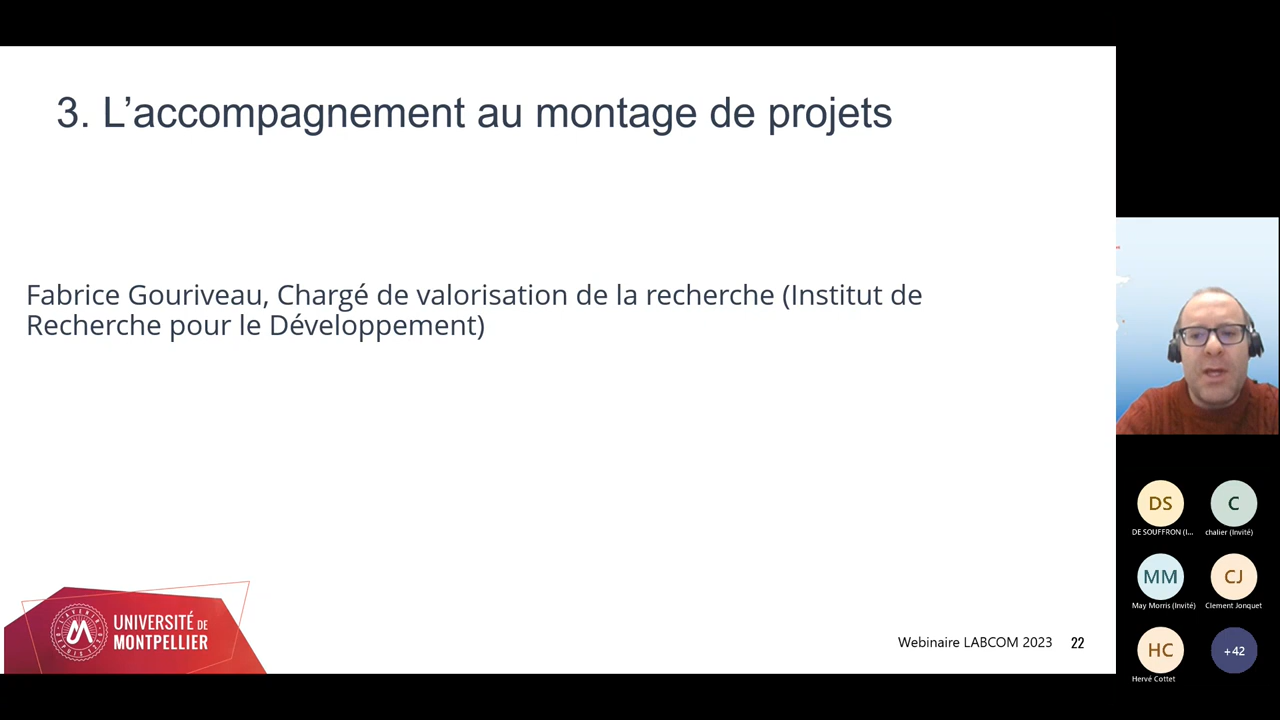 3. L’accompagnement au montage de projets
Fabrice Gouriveau, Chargé de valorisation de la recherche (Institut de
Recherche pour le Développement)
UNIVERSITÉ DE
MONTPELLIER
Webinaire LABCOM 2023 22
DS
C
DE SOUFFRON (I...
chalier (Invité)
MM
CJ
May Morris (Invité)
Clement Jonquet
HC
+42
Hervé Cottet